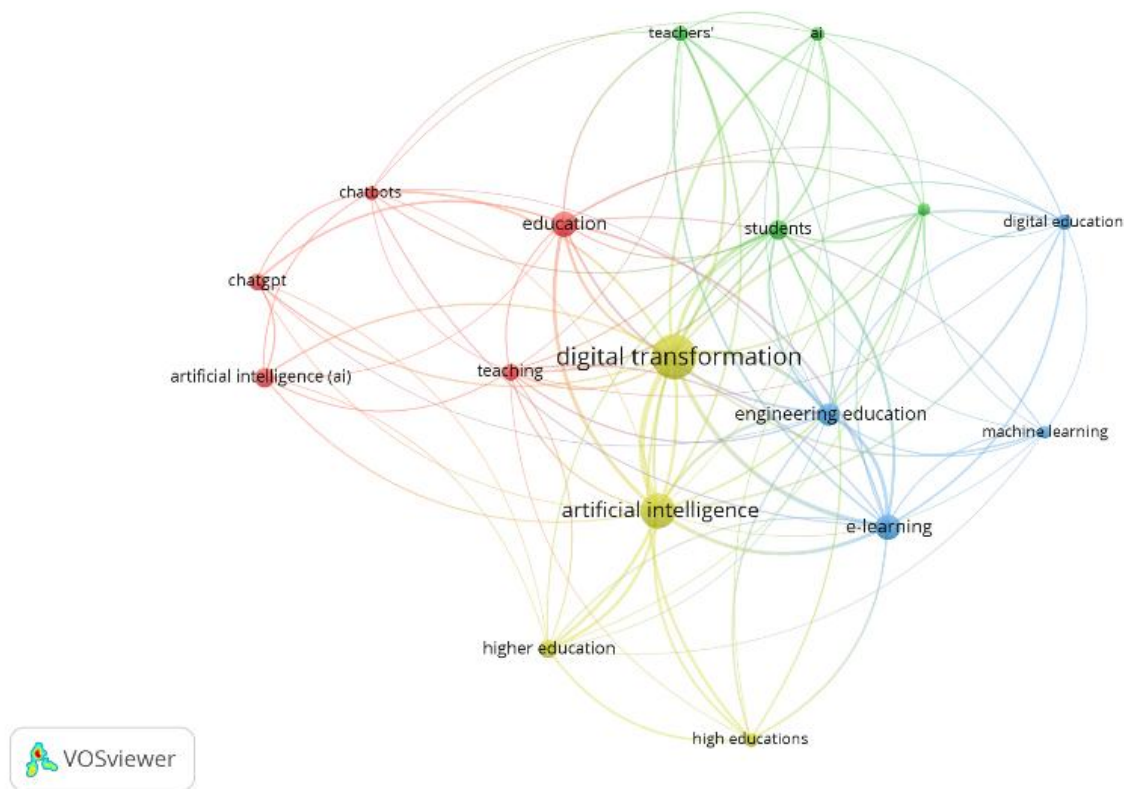 teachers'
ai
chatbots
education
students
digital education
chatgpt
digital transformation
artificial intelligence (ai)
teaching
engineering education
machine learning
artificial intelligence
e-learning
higher education
high educations
VOSviewer